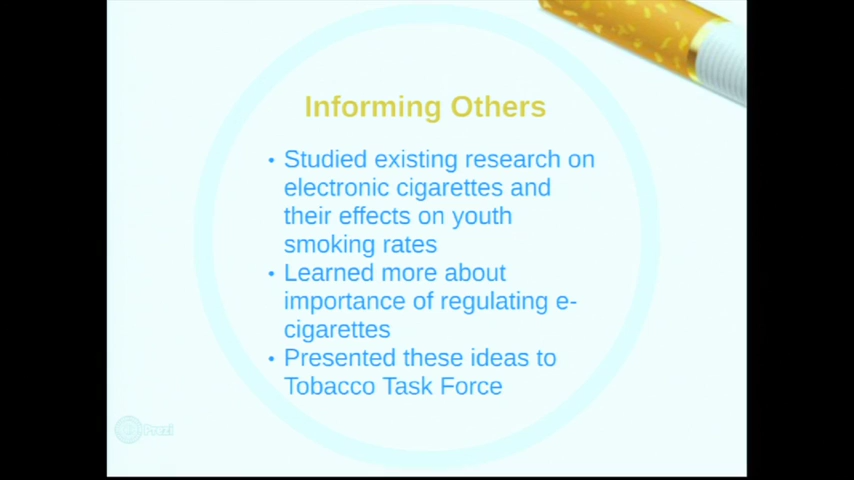 Informing Others
• Studied existing research on
electronic cigarettes and
their effects on youth
smoking rates
• Learned more about
importance of regulating e-
cigarettes
• Presented these ideas to
Tobacco Task Force
Prezi